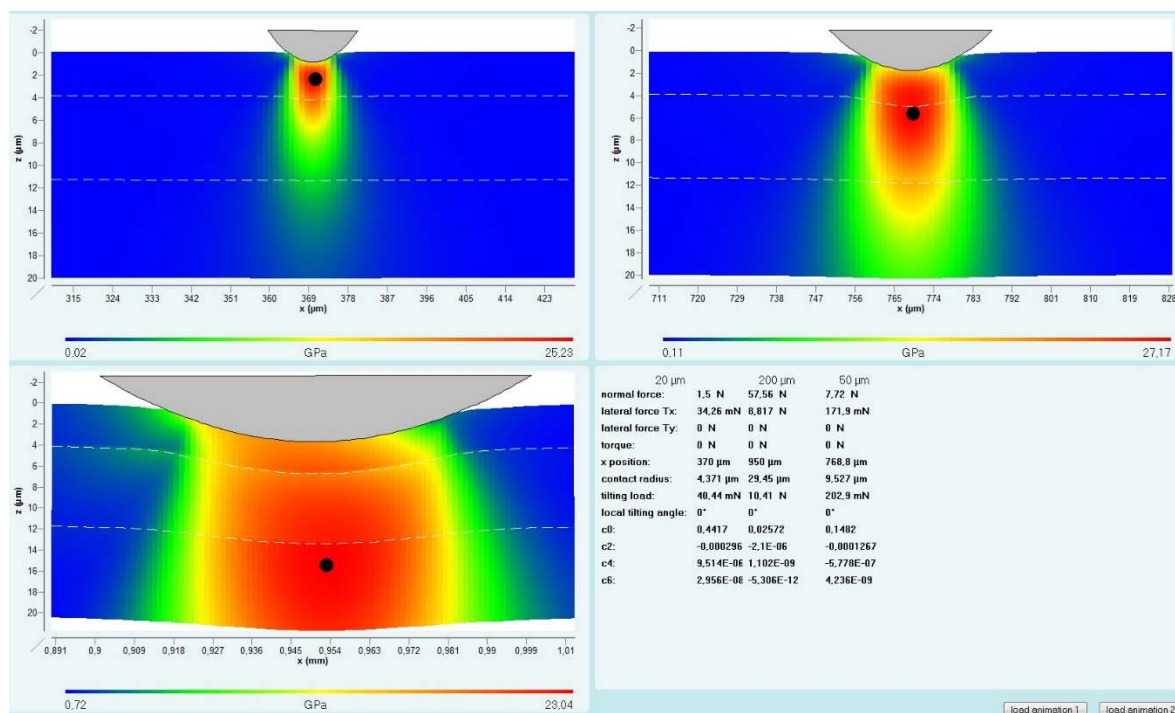 -2
0
2
4
6
8
10
12
14
16
18
20
z (µm)
315 324 333 342 351 360 369 378 387 396 405 414 423
x (µm)
0,02 GPa 25,23
-2
0
2
4
6
8
10
12
14
16
18
20
z (µm)
711 720 729 738 747 756 765 774 783 792 801 810 819 828
x (µm)
0,11 GPa 27,17
-2
0
2
4
6
8
10
12
14
16
18
20
z (µm)
0,891 0,9 0,909 0,918 0,927 0,936 0,945 0,954 0,963 0,972 0,981 0,99 0,999 1,01
x (mm)
0,72 GPa 23,04
20 µm 200 µm 50 µm
normal force: 1,5 N 57,56 N 7,72 N
lateral force Tx: 34,26 mN 8,817 N 171,9 mN
lateral force Ty: 0 N 0 N 0 N
torque: 0 N 0 N 0 N
x position: 370 µm 950 µm 768,8 µm
contact radius: 4,371 µm 29,45 µm 9,527 µm
tilting load: 40,44 mN 10,41 N 202,9 mN
local tilting angle: 0° 0° 0°
c0: 0,4417 0,02572 0,1482
c2: -0,000296 -2,1E-06 -0,0001267
c4: 9,514E-06 1,102E-09 -5,778E-07
c6: 2,956E-08 -5,306E-12 4,236E-09
load animation 1 load animation 2